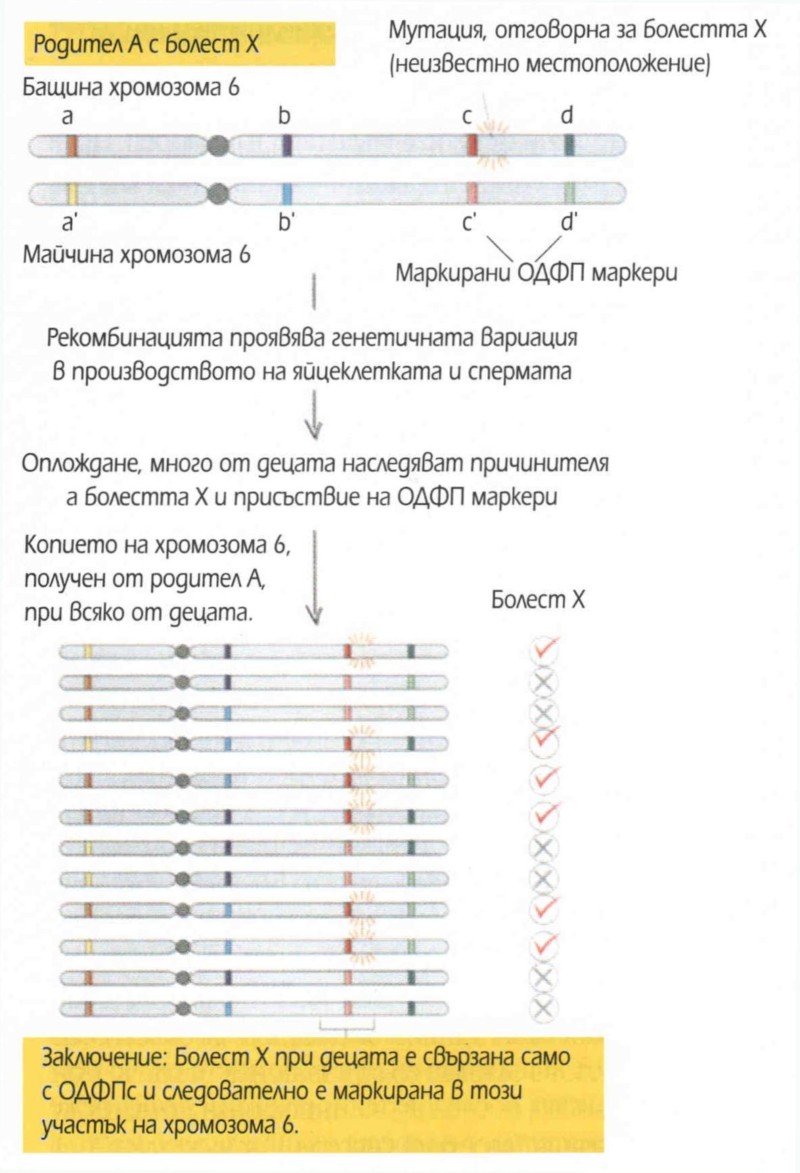 Родител А с болест Х
Мутация, отговорна за болестта Х
(неизвестно местоположение)
Бащина хромозома 6
a b c d
a' b' c' d'
Майчина хромозома 6
Маркирани ОДФП маркери
Рекомбинацията проявява генетичната вариация
в производството на яйцеклетката и спермата
Оплождане, много от децата наследяват причинителя
а болестта Х и присъствие на ОДФП маркери
Копието на хромозома 6,
получен от родител А,
при всяко от децата.
Болест Х
Заключение: Болест Х при децата е свързана само
с ОДФПс и следователно е маркирана в този
участък на хромозома 6.